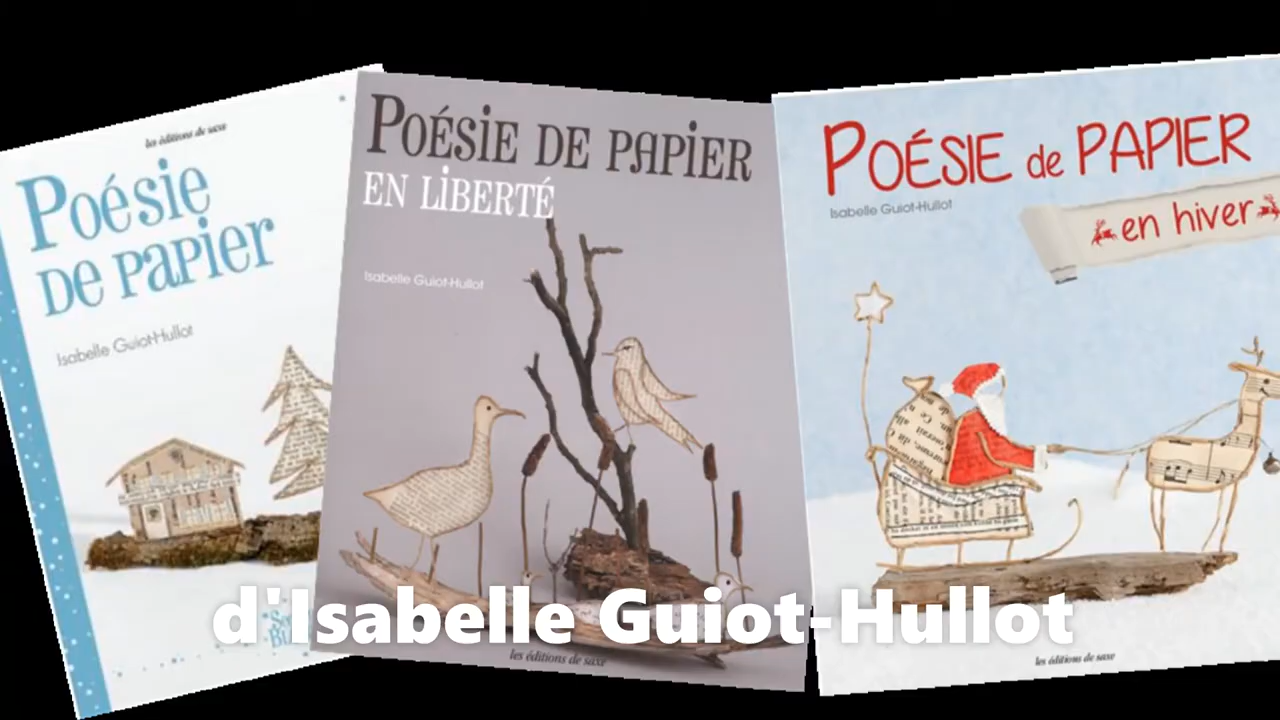 les éditions de saxe
Poésie
de papier
Isabelle Guiot-Hullot
POÉSIE DE PAPIER
EN LIBERTÉ
Isabelle Guiot-Hullot
les éditions de saxe
POÉSIE de PAPIER
Isabelle Guiot-Hullot
en hiver
les éditions de saxe
d'Isabelle Guiot-Hullot